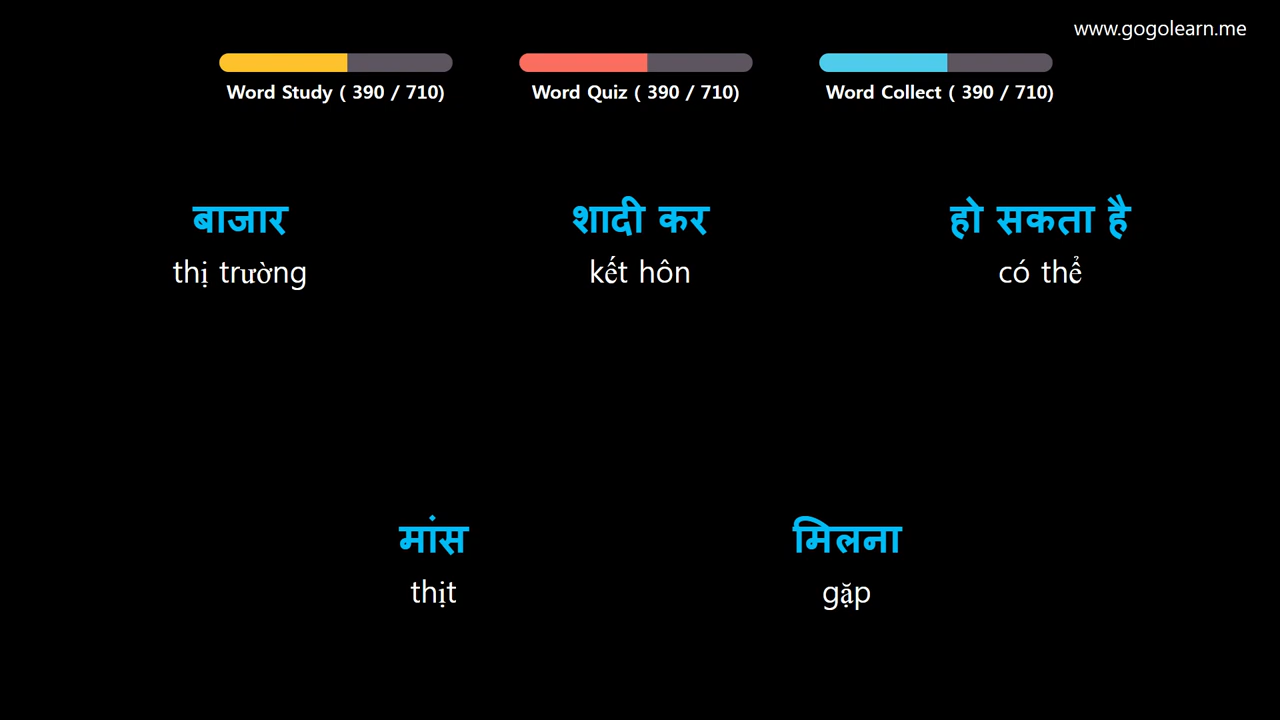 www.gogolearn.me
Word Study ( 390 / 710)
Word Quiz ( 390 / 710)
Word Collect ( 390 / 710)
बाजार
thị trường
शादी कर
kết hôn
हो सकता है
có thể
मांस
thịt
मिलना
gặp